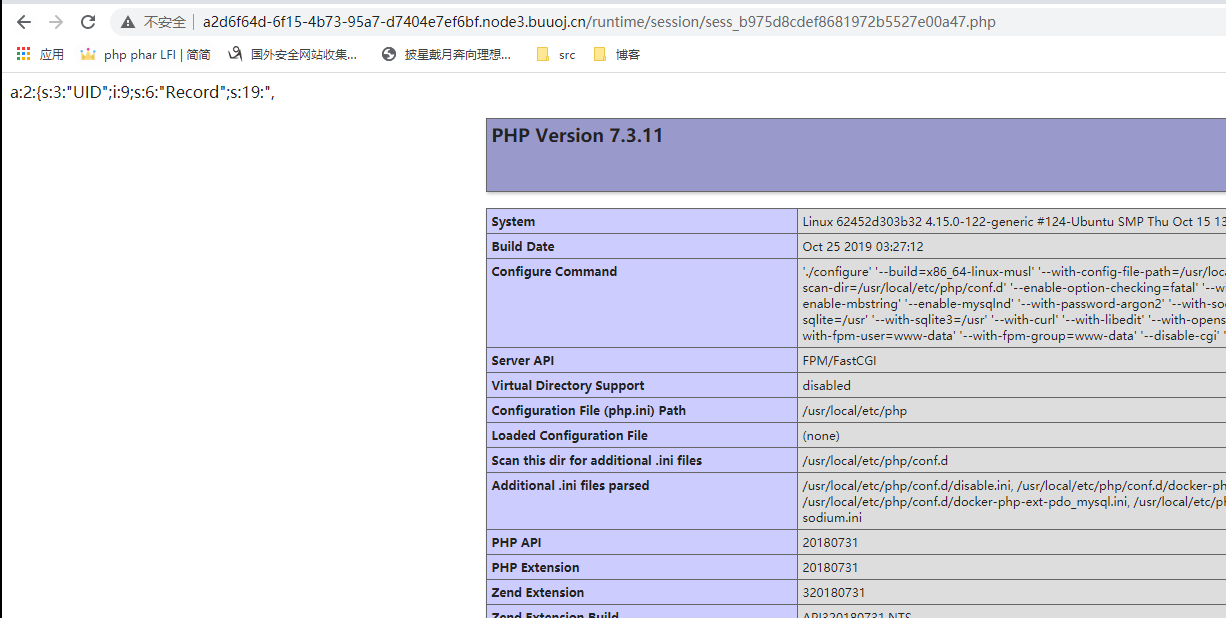 不安全 a2d6f64d-6f15-4b73-95a7-d7404e7ef6bf.node3.buuoj.cn/runtime/session/sess_b975d8cdef8681972b5527e00a47.php
应用 php phar LFI | 简简 国外安全网站收集... 披星戴月奔向理想... src 博客
a:2:{s:3:"UID";i:9;s:6:"Record";s:19:",
PHP Version 7.3.11
System Linux 62452d303b32 4.15.0-122-generic #124-Ubuntu SMP Thu Oct 15 13
Build Date Oct 25 2019 03:27:12
Configure Command './configure' '--build=x86_64-linux-musl' '--with-config-file-path=/usr/loca
scan-dir=/usr/local/etc/php/conf.d' '--enable-option-checking=fatal' '--w
enable-mbstring' '--enable-mysqlnd' '--with-password-argon2' '--with-soc
sqlite=/usr' '--with-sqlite3=/usr' '--with-curl' '--with-libedit' '--with-opens
with-fpm-user=www-data' '--with-fpm-group=www-data' '--disable-cgi' '
Server API FPM/FastCGI
Virtual Directory Support disabled
Configuration File (php.ini) Path /usr/local/etc/php
Loaded Configuration File (none)
Scan this dir for additional .ini files /usr/local/etc/php/conf.d
Additional .ini files parsed /usr/local/etc/php/conf.d/disable.ini, /usr/local/etc/php/conf.d/docker-ph
/usr/local/etc/php/conf.d/docker-php-ext-pdo_mysql.ini, /usr/local/etc/ph
sodium.ini
PHP API 20180731
PHP Extension 20180731
Zend Extension 320180731
Zend Extension Build API320180731,NTS